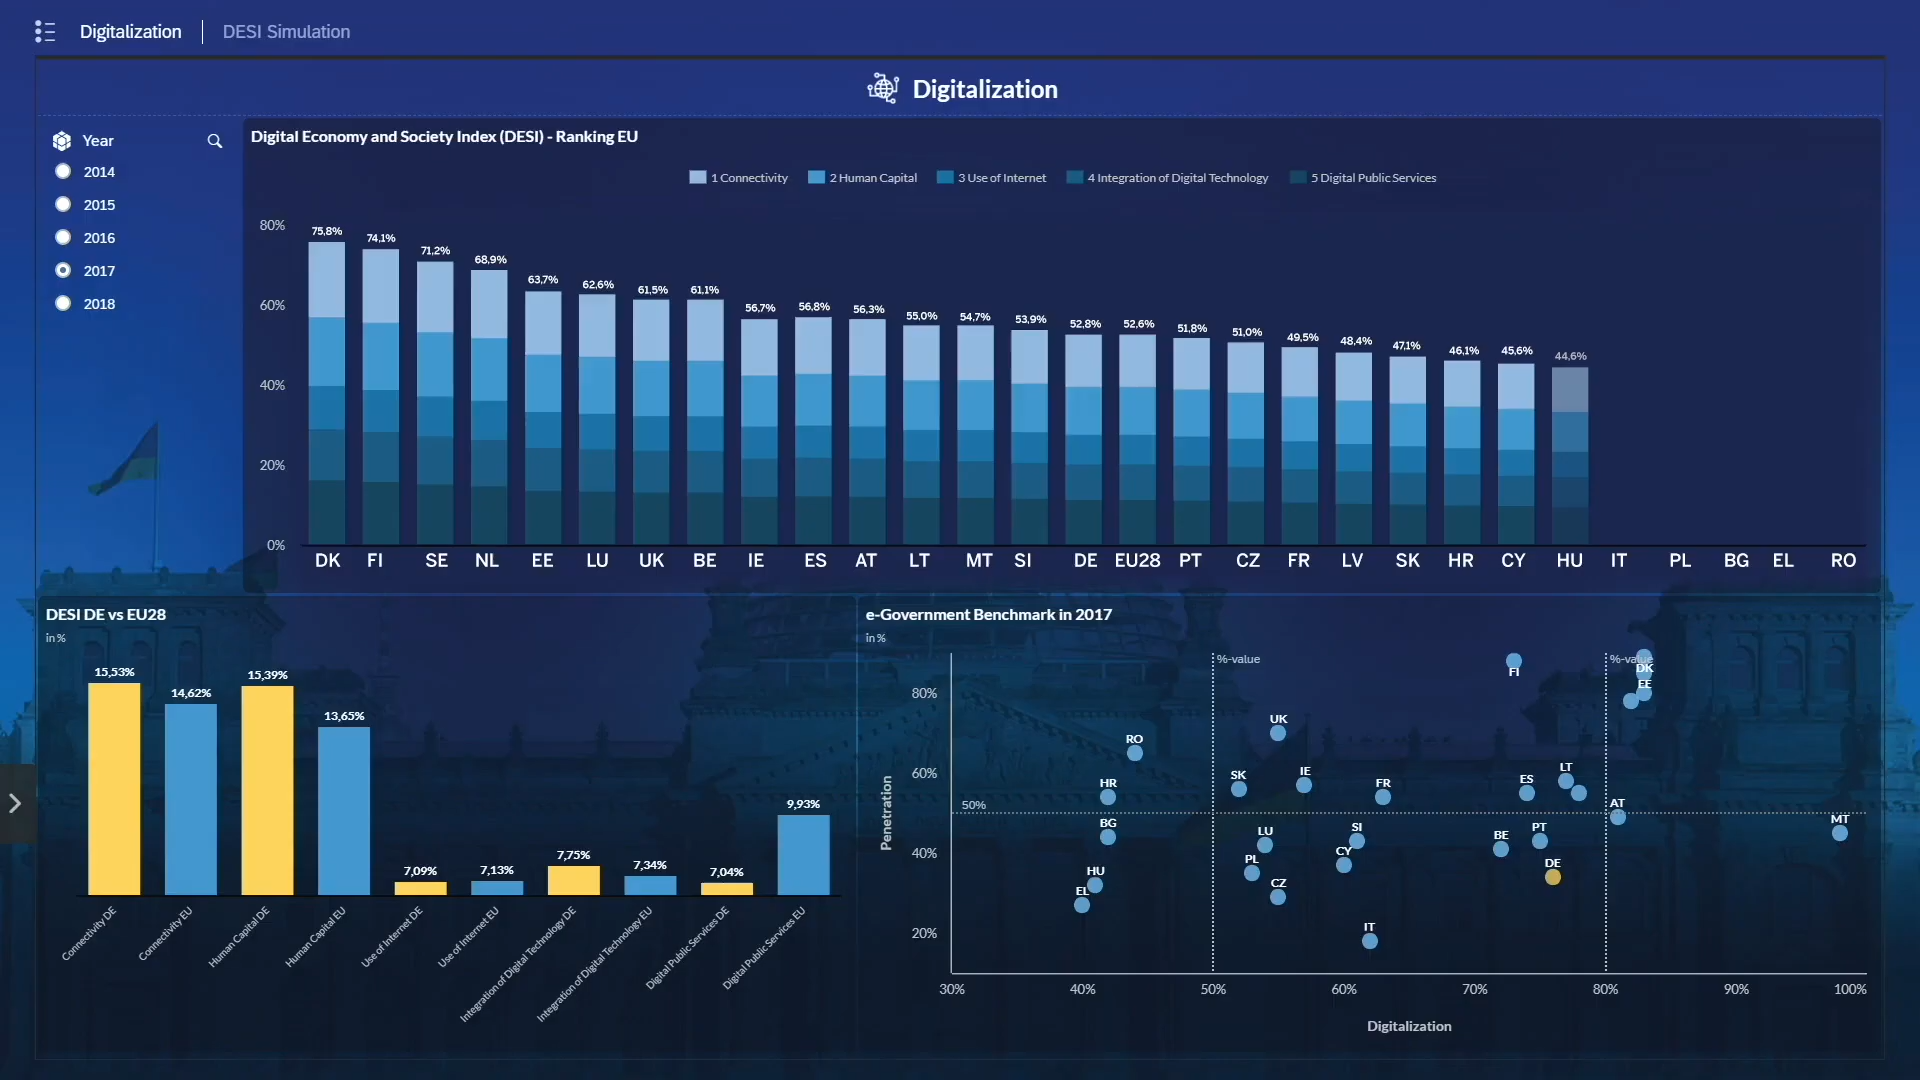 Digitalization
DESI Simulation
Digitalization
Year
2014
2015
2016
2017
2018
Digital Economy and Society Index (DESI) - Ranking EU
1 Connectivity 2 Human Capital 3 Use of Internet 4 Integration of Digital Technology 5 Digital Public Services
80%
60%
40%
20%
0%
75,8% 74,1% 71,2% 68,9% 63,7% 62,6% 61,5% 61,1% 56,7% 56,8% 56,3% 55,0% 54,7% 53,9% 52,8% 52,6% 51,8% 51,0% 49,5% 48,4% 47,1% 46,1% 45,6% 44,6%
DK FI SE NL EE LU UK BE IE ES AT LT MT SI DE EU28 PT CZ FR LV SK HR CY HU IT PL BG EL RO
DESI DE vs EU28
in %
15,53% 14,62% 15,39% 13,65% 7,09% 7,13% 7,75% 7,34% 7,04% 9,93%
Connectivity DE
Connectivity EU
Human Capital DE
Human Capital EU
Use of Internet DE
Use of Internet EU
Integration of Digital Technology DE
Integration of Digital Technology EU
Digital Public Services DE
Digital Public Services EU
e-Government Benchmark in 2017
in %
%-value
%-value
80%
60%
50%
40%
20%
Penetration
FI
DK
EE
UK
RO
SK
IE
HR
FR
ES
LT
AT
BG
LU
SI
BE
PT
MT
PL
CY
DE
HU
CZ
EL
IT
30% 40% 50% 60% 70% 80% 90% 100%
Digitalization